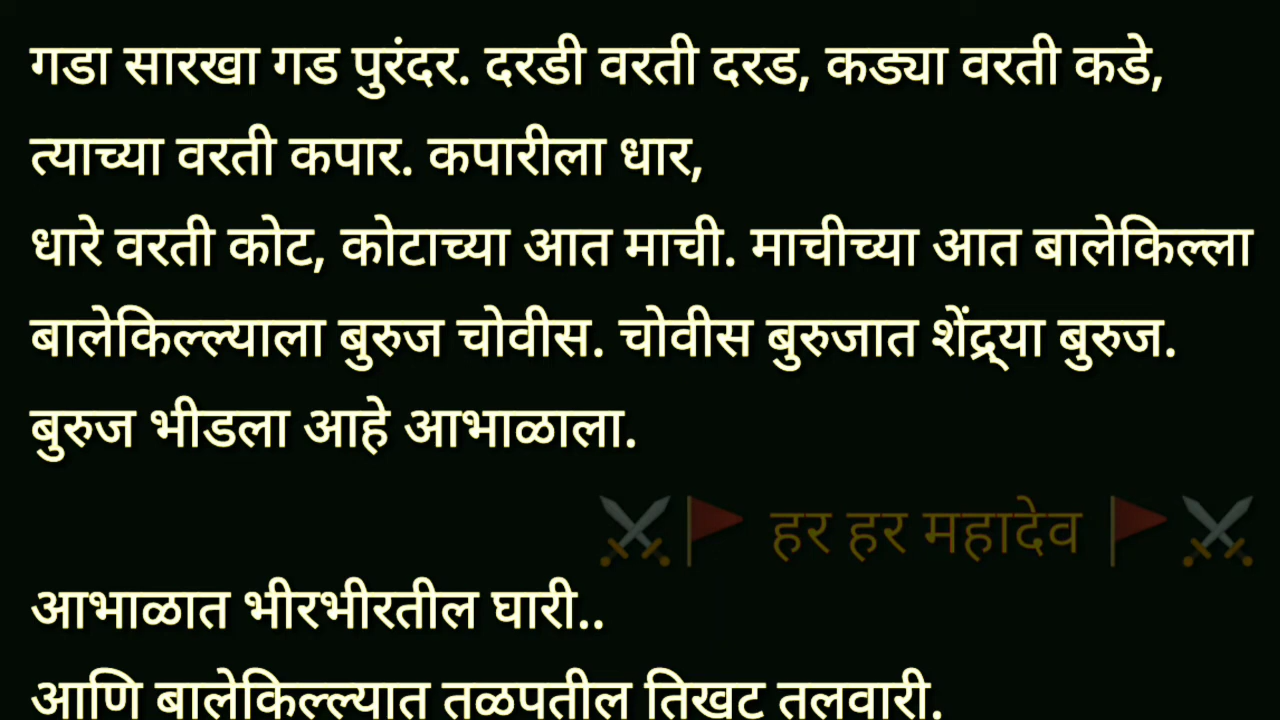 गडा सारखा गड पुरंदर. दरडी वरती दरड, कड्या वरती कडे,
त्याच्या वरती कपार. कपारीला धार,
धारे वरती कोट, कोटाच्या आत माची. माचीच्या आत बालेकिल्ला
बालेकिल्ल्याला बुरुज चोवीस. चोवीस बुरुजात शेंद्र्या बुरुज.
बुरुज भीडला आहे आभाळाला.
⚔🚩 हर हर महादेव 🚩⚔
आभाळात भीरभीरतील घारी..
आणि बालेकिल्ल्यात तळपतील तिखट तलवारी.